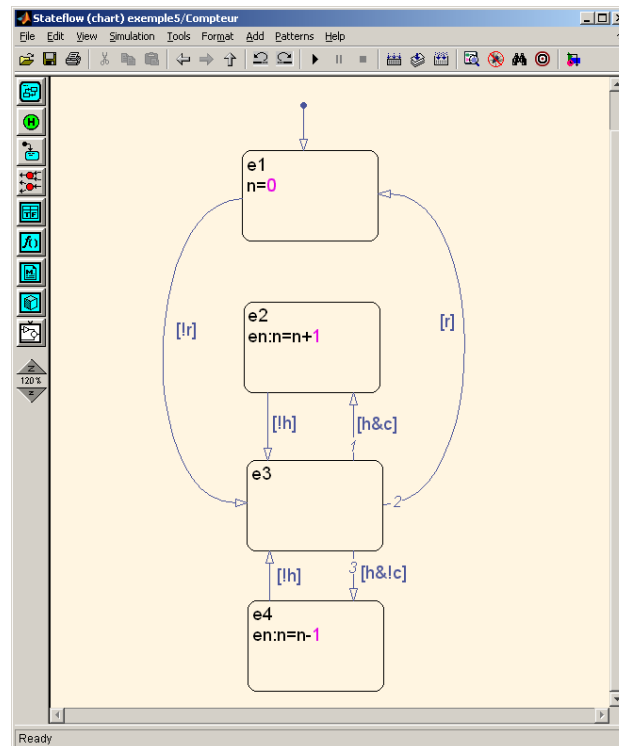 Stateflow (chart) exemple5/Compteur
File Edit View Simulation Tools Format Add Patterns Help
e1
n=0
[!r]
[r]
e2
en:n=n+1
[!h]
[h&c]
1
e3
2
[!h]
3
[h&!c]
e4
en:n=n-1
120%
Ready